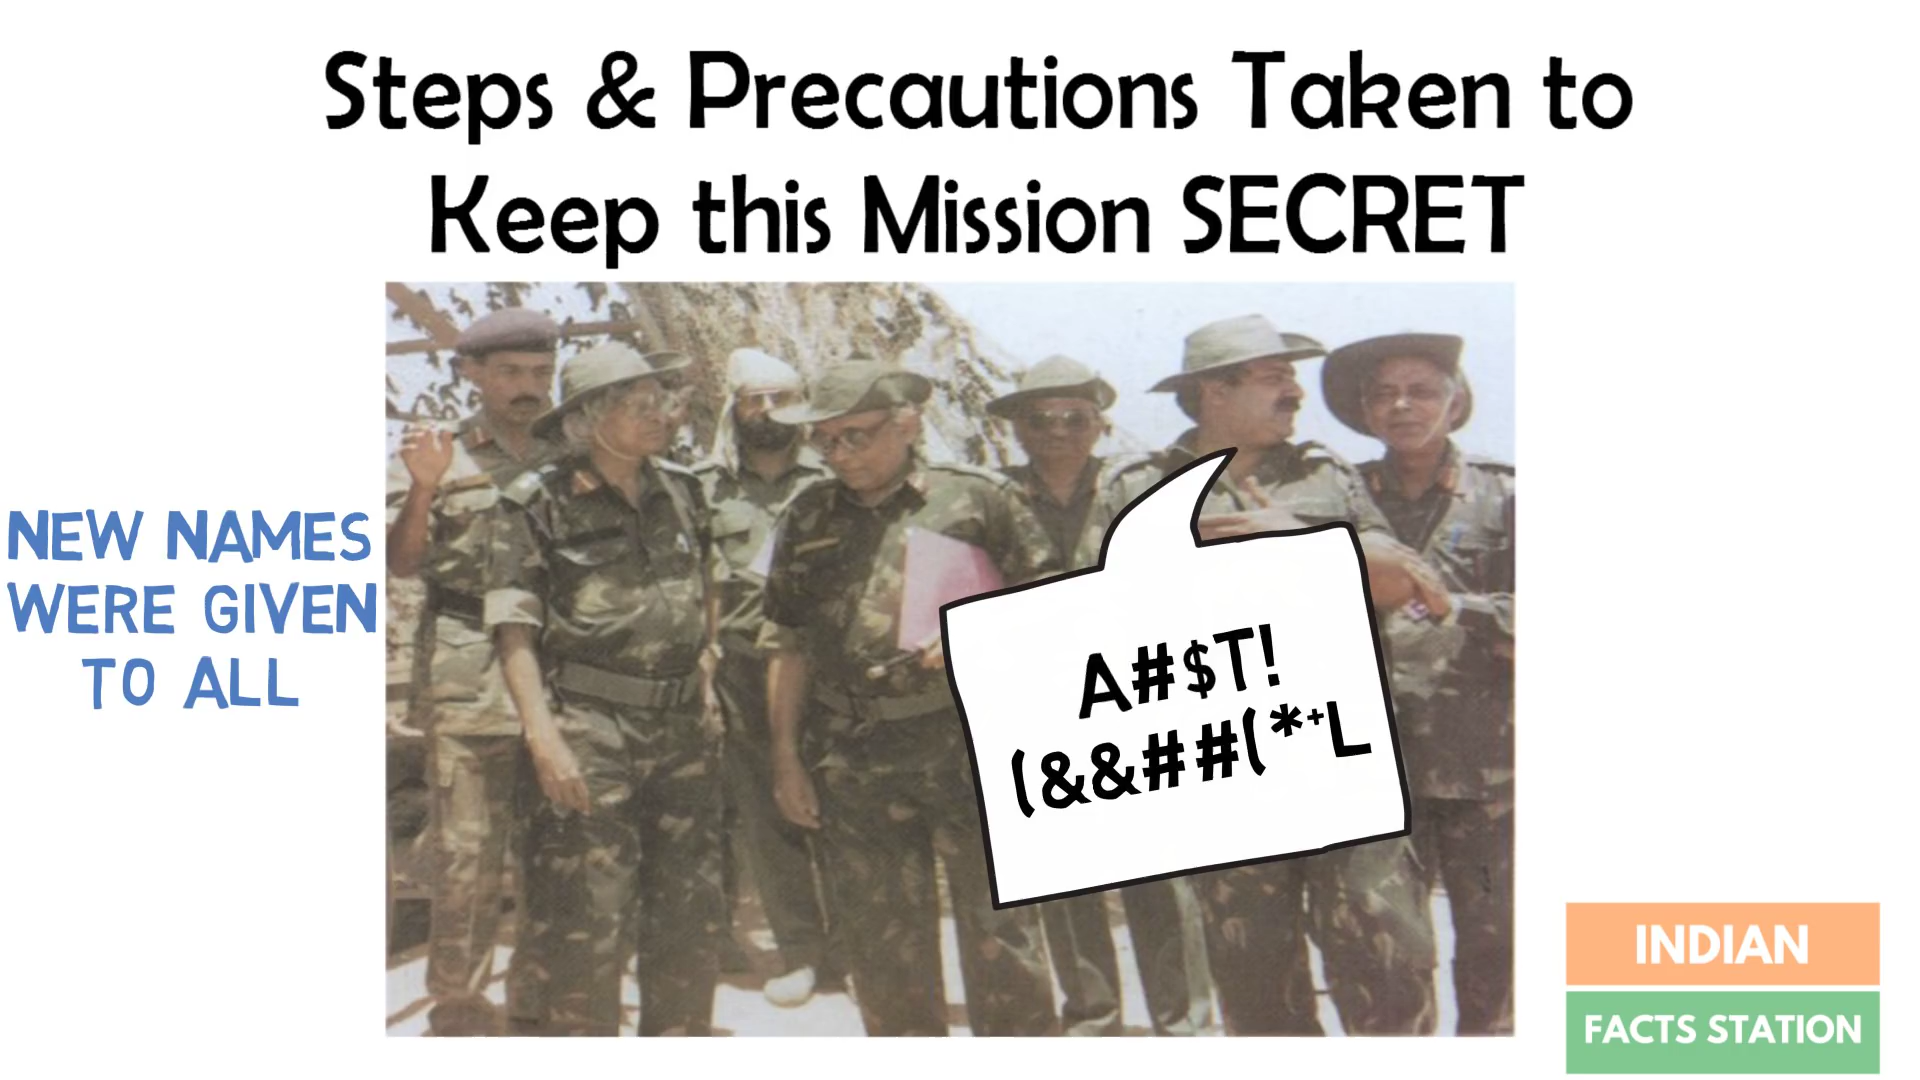 Steps & Precautions Taken to
Keep this Mission SECRET
NEW NAMES
WERE GIVEN
TO ALL
A#$T!
(&&##(*+L
INDIAN
FACTS STATION